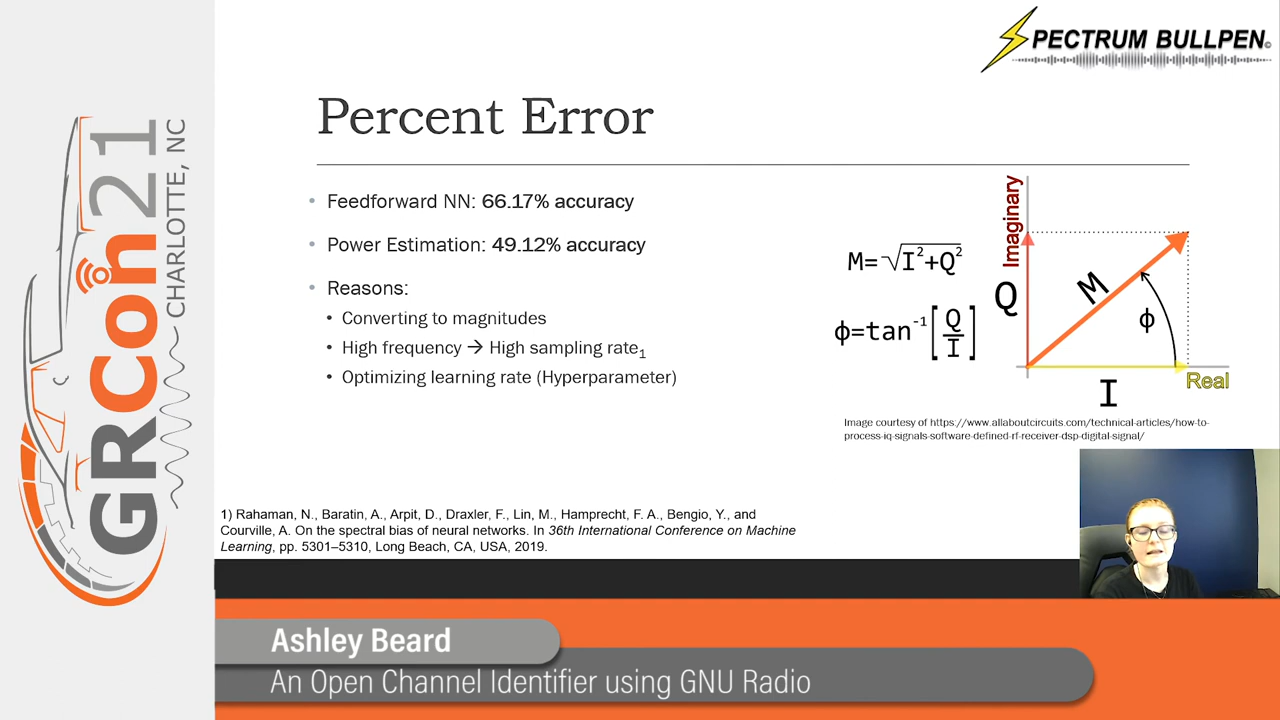 GRCon21
CHARLOTTE, NC
SPECTRUM BULLPEN©
Percent Error
• Feedforward NN: 66.17% accuracy
• Power Estimation: 49.12% accuracy
• Reasons:
• Converting to magnitudes
• High frequency → High sampling rate₁
• Optimizing learning rate (Hyperparameter)
M=√I²+Q²
ϕ=tan⁻¹[Q/I]
Imaginary
Q
M
ϕ
I
Real
Image courtesy of https://www.allaboutcircuits.com/technical-articles/how-to-
process-iq-signals-software-defined-rf-receiver-dsp-digital-signal/
1) Rahaman, N., Baratin, A., Arpit, D., Draxler, F., Lin, M., Hamprecht, F. A., Bengio, Y., and
Courville, A. On the spectral bias of neural networks. In 36th International Conference on Machine
Learning, pp. 5301–5310, Long Beach, CA, USA, 2019.
Ashley Beard
An Open Channel Identifier using GNU Radio